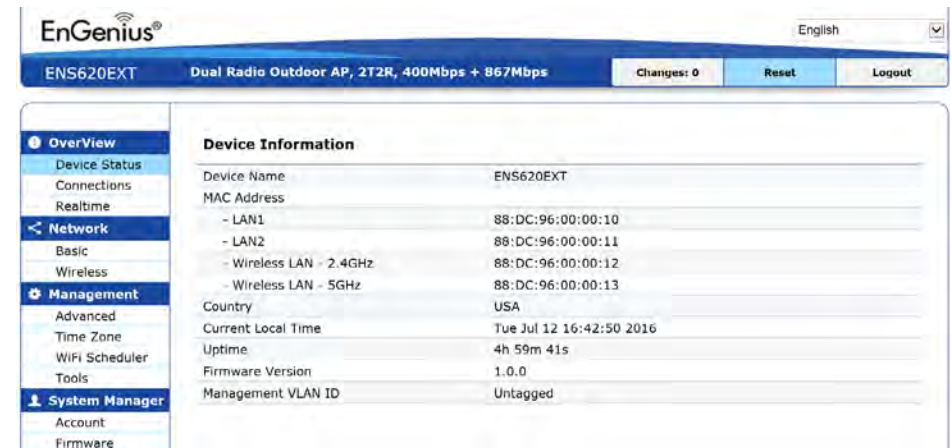 EnGenius®
English
ENS620EXT
Dual Radio Outdoor AP, 2T2R, 400Mbps + 867Mbps
Changes: 0
Reset
Logout
OverView
Device Status
Connections
Realtime
Network
Basic
Wireless
Management
Advanced
Time Zone
WiFi Scheduler
Tools
System Manager
Account
Firmware
Device Information
Device Name ENS620EXT
MAC Address
- LAN1 88:DC:96:00:00:10
- LAN2 88:DC:96:00:00:11
- Wireless LAN - 2.4GHz 88:DC:96:00:00:12
- Wireless LAN - 5GHz 88:DC:96:00:00:13
Country USA
Current Local Time Tue Jul 12 16:42:50 2016
Uptime 4h 59m 41s
Firmware Version 1.0.0
Management VLAN ID Untagged